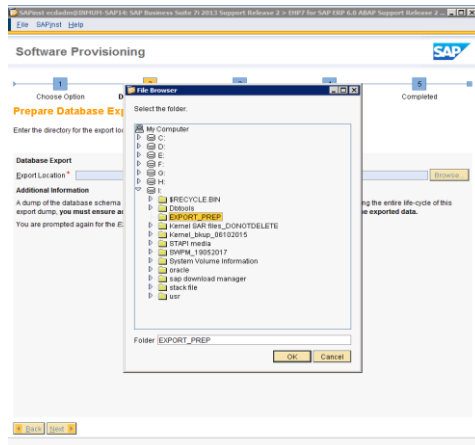 SAPinst ecdadm@DIMUM-SAP14: SAP Business Suite 7i 2013 Support Release 2 > EHP7 for SAP ERP 6.0 ABAP Support Release 2 ...
File SAPinst Help
Software Provisioning
SAP
1
5
Choose Option
Completed
Prepare Database Exp
Enter the directory for the export loc
Database Export
Export Location *
Browse...
Additional Information
A dump of the database schema
ng the entire life-cycle of this
export dump, you must ensure a
e exported data.
You are prompted again for the E
File Browser
Select the folder.
My Computer
C:
D:
E:
F:
G:
H:
I:
$RECYCLE.BIN
Dbtools
EXPORT_PREP
Kernel SAR files_DONOTDELETE
Kernel_bkup_06102015
STAPI media
SWPM_19052017
System Volume Information
oracle
sap download manager
stack file
usr
Folder EXPORT_PREP
OK Cancel
Back Next